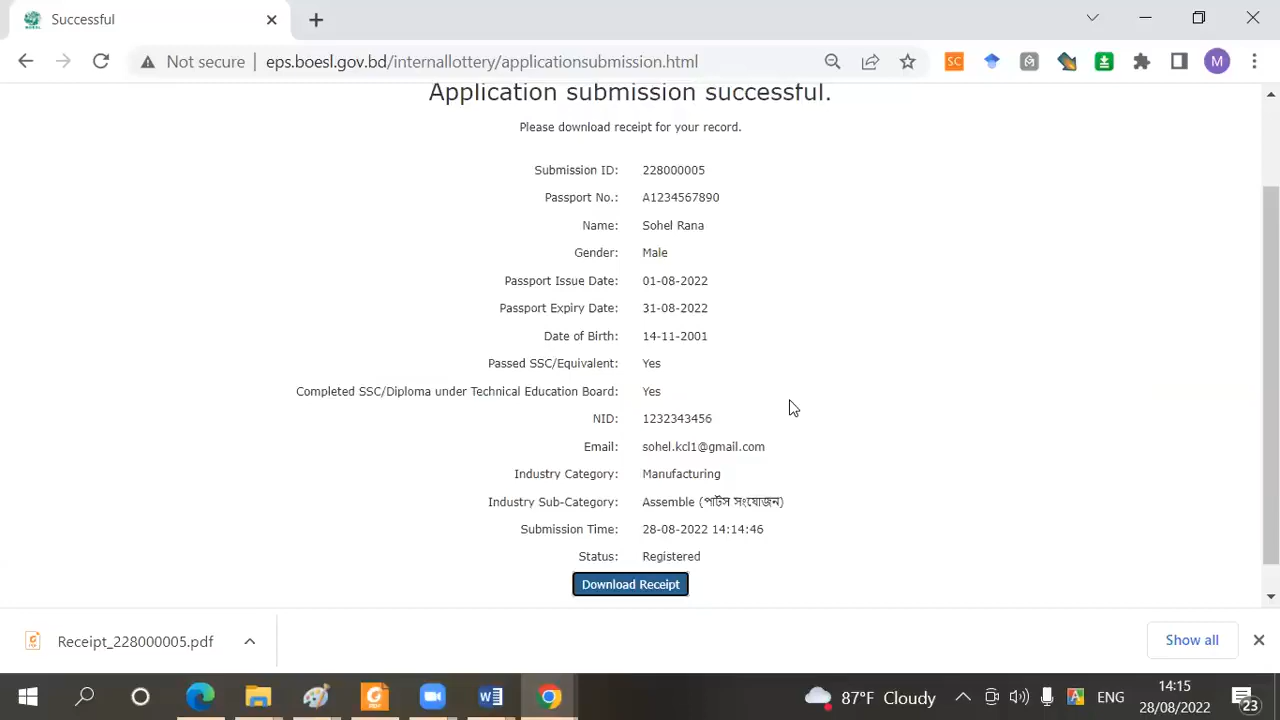 Successful
Not secure | eps.boesl.gov.bd/internallottery/applicationsubmission.html
SC
M
Application submission successful.
Please download receipt for your record.
Submission ID: 228000005
Passport No.: A1234567890
Name: Sohel Rana
Gender: Male
Passport Issue Date: 01-08-2022
Passport Expiry Date: 31-08-2022
Date of Birth: 14-11-2001
Passed SSC/Equivalent: Yes
Completed SSC/Diploma under Technical Education Board: Yes
NID: 1232343456
Email: sohel.kcl1@gmail.com
Industry Category: Manufacturing
Industry Sub-Category: Assemble (পার্টস সংযোজন)
Submission Time: 28-08-2022 14:14:46
Status: Registered
Download Receipt
Receipt_228000005.pdf
Show all
87°F Cloudy
ENG
14:15
28/08/2022
23